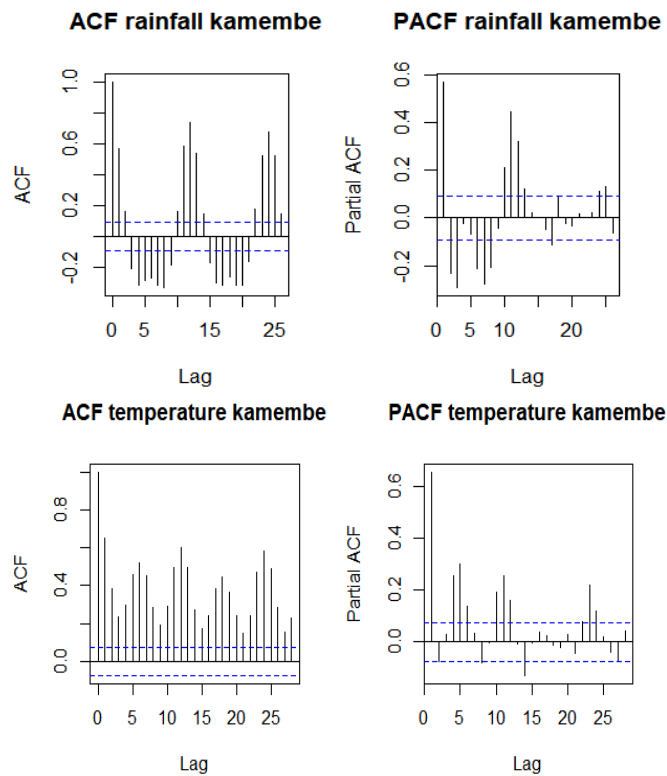 ACF rainfall kamembe
ACF
1.0
0.6
0.2
-0.2
0 5 15 25
Lag
PACF rainfall kamembe
Partial ACF
0.6
0.4
0.2
0.0
-0.2
0 10 20
Lag
ACF temperature kamembe
ACF
0.8
0.4
0.0
0 5 10 15 20 25
Lag
PACF temperature kamembe
Partial ACF
0.6
0.4
0.2
0.0
0 5 10 15 20 25
Lag